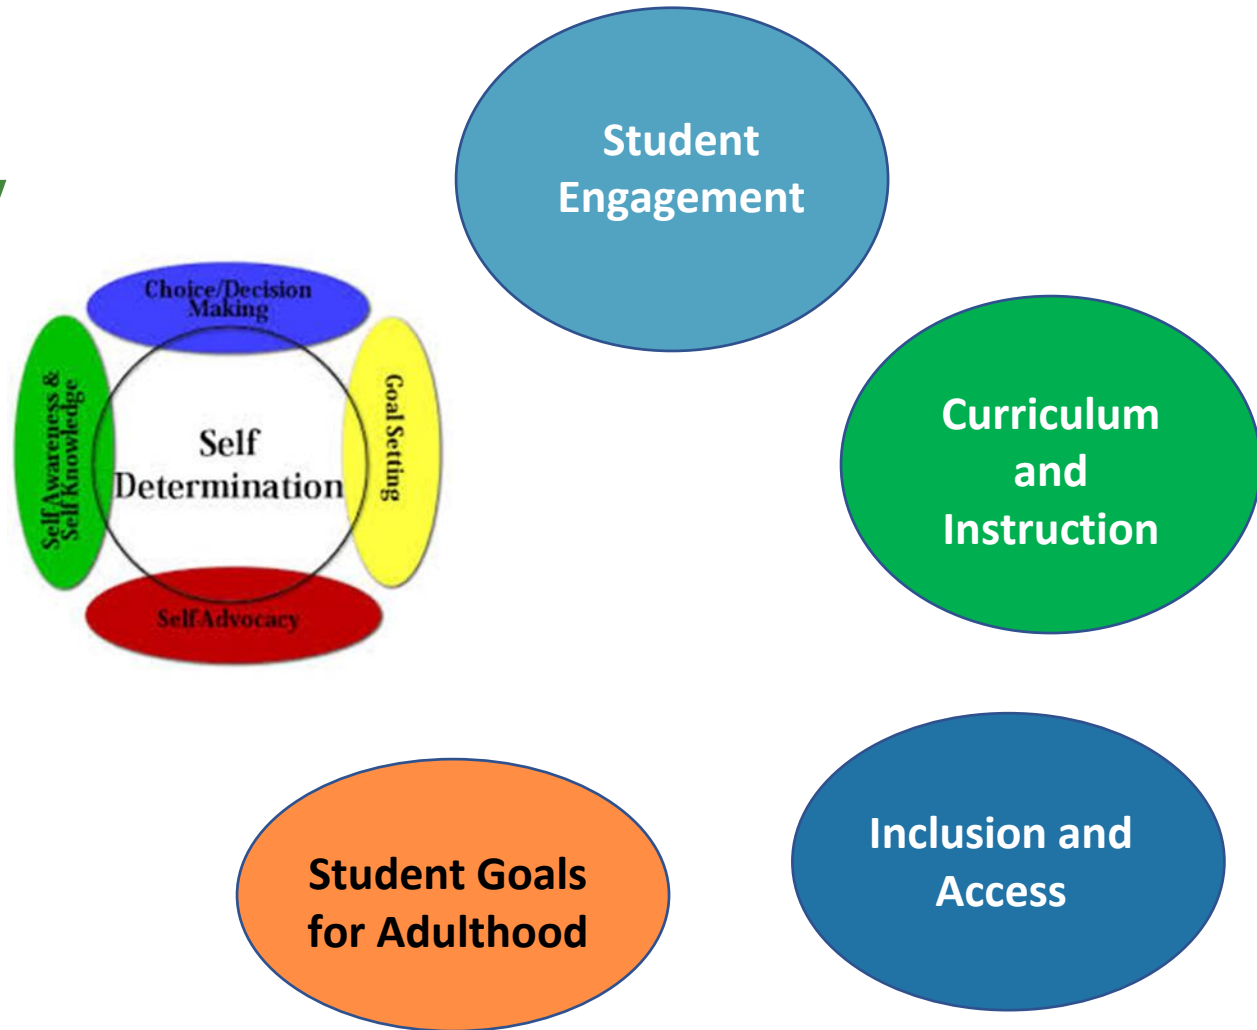 Student
Engagement
Choice/Decision
Making
Self Awareness &
Self Knowledge
Goal Setting
Self
Determination
Self Advocacy
Curriculum
and
Instruction
Inclusion and
Access
Student Goals
for Adulthood